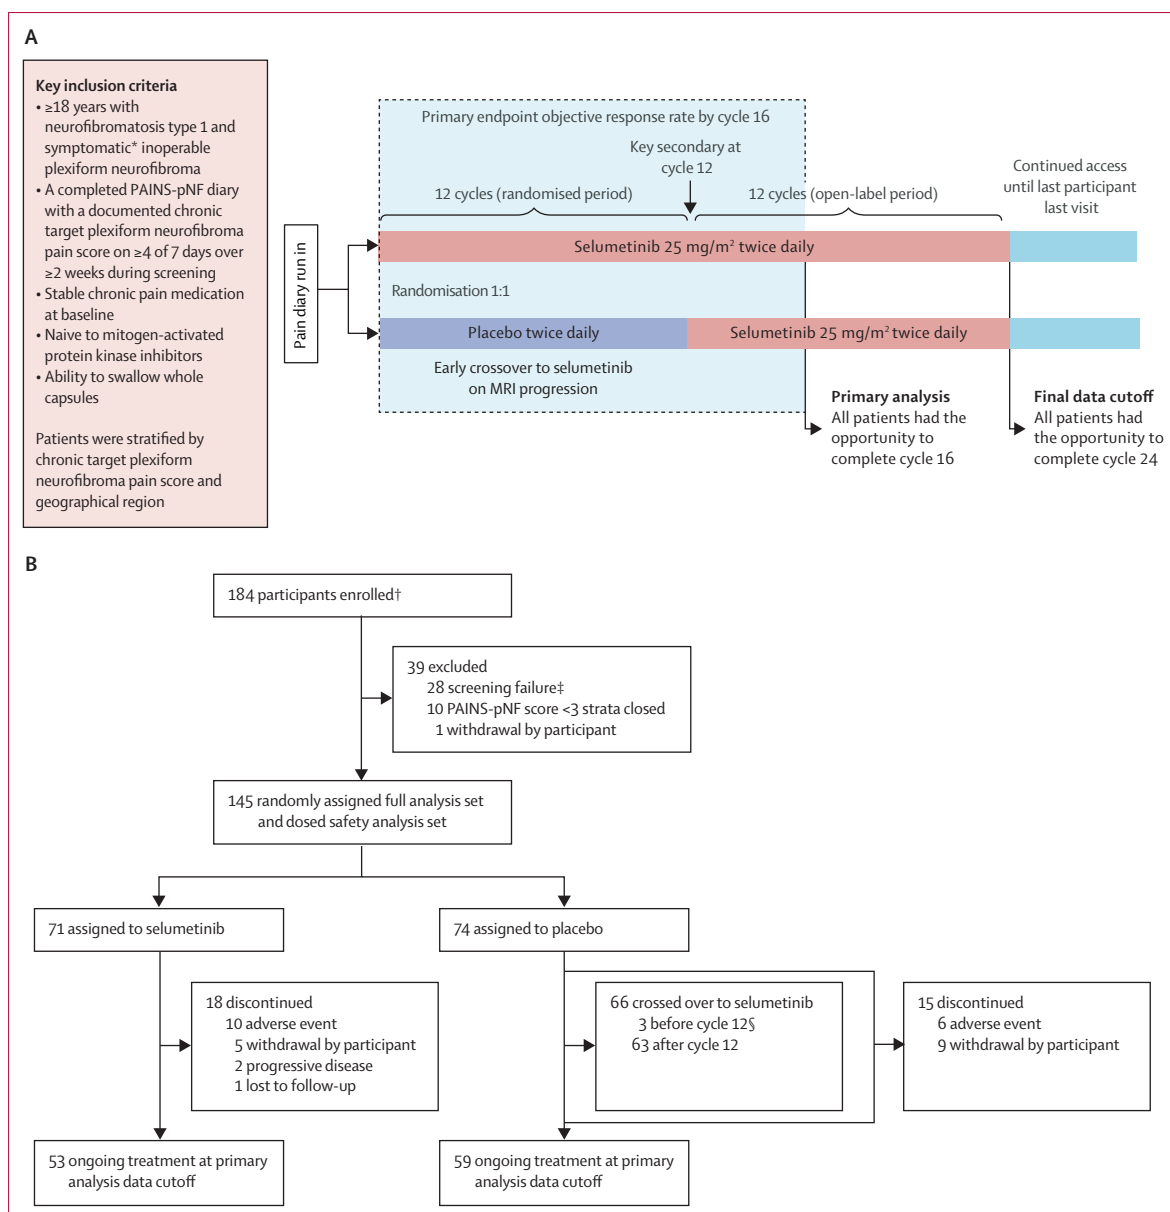 A
Key inclusion criteria
• ≥18 years with
neurofibromatosis type 1 and
symptomatic* inoperable
plexiform neurofibroma
• A completed PAINS-pNF diary
with a documented chronic
target plexiform neurofibroma
pain score on ≥4 of 7 days over
≥2 weeks during screening
• Stable chronic pain medication
at baseline
• Naive to mitogen-activated
protein kinase inhibitors
• Ability to swallow whole
capsules
Patients were stratified by
chronic target plexiform
neurofibroma pain score and
geographical region
Pain diary run in
Primary endpoint objective response rate by cycle 16
Key secondary at
cycle 12
12 cycles (randomised period)
12 cycles (open-label period)
Continued access
until last participant
last visit
Selumetinib 25 mg/m² twice daily
Randomisation 1:1
Placebo twice daily
Selumetinib 25 mg/m² twice daily
Early crossover to selumetinib
on MRI progression
Primary analysis
All patients had the
opportunity to
complete cycle 16
Final data cutoff
All patients had
the opportunity to
complete cycle 24
B
184 participants enrolled†
39 excluded
28 screening failure‡
10 PAINS-pNF score <3 strata closed
1 withdrawal by participant
145 randomly assigned full analysis set
and dosed safety analysis set
71 assigned to selumetinib
74 assigned to placebo
18 discontinued
10 adverse event
5 withdrawal by participant
2 progressive disease
1 lost to follow-up
66 crossed over to selumetinib
3 before cycle 12§
63 after cycle 12
15 discontinued
6 adverse event
9 withdrawal by participant
53 ongoing treatment at primary
analysis data cutoff
59 ongoing treatment at primary
analysis data cutoff